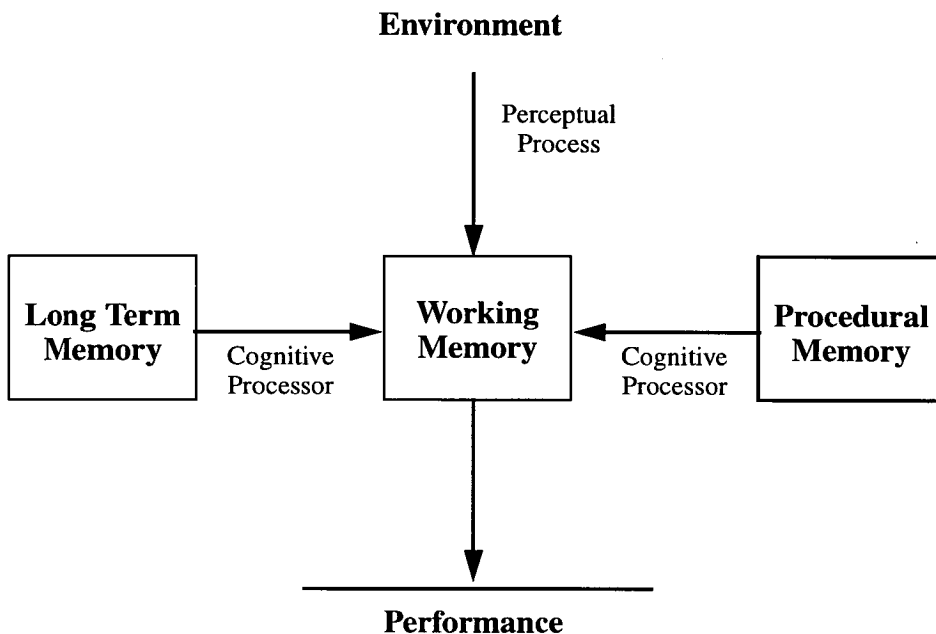 Environment
Perceptual
Process
Long Term
Memory
Cognitive
Processor
Working
Memory
Cognitive
Processor
Procedural
Memory
Performance